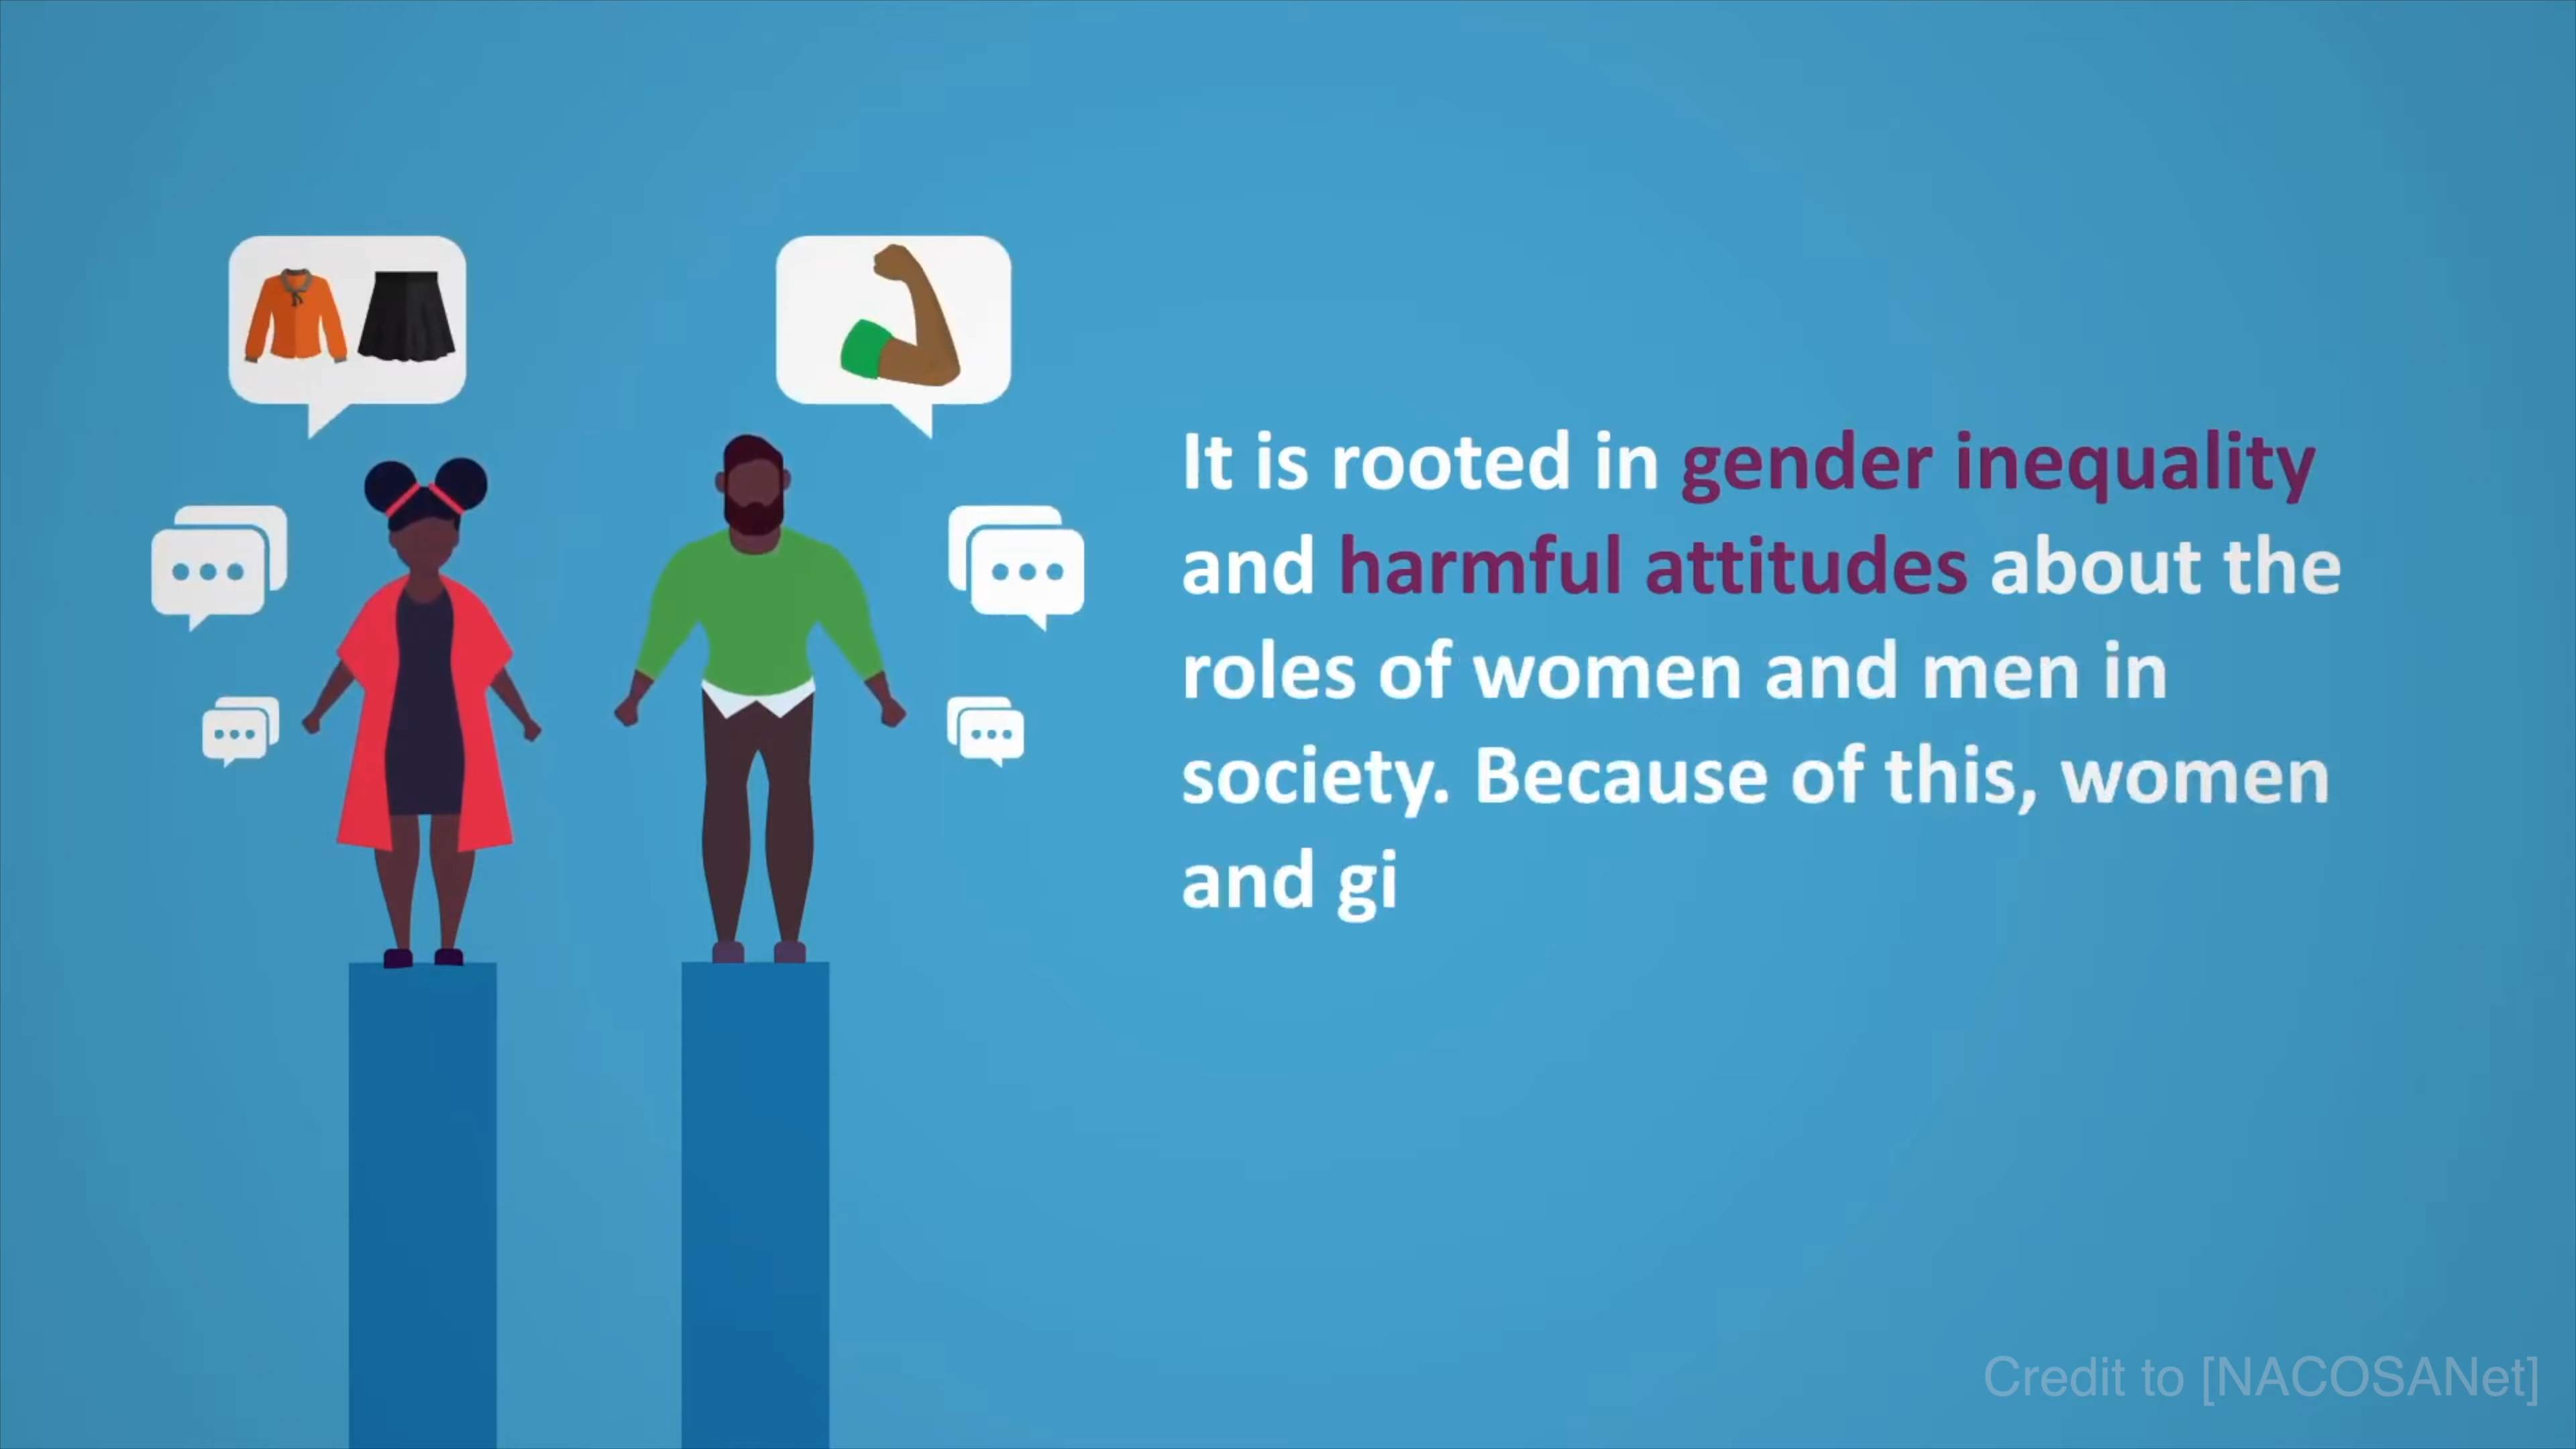 It is rooted in gender inequality
and harmful attitudes about the
roles of women and men in
society. Because of this, women
and gi
Credit to [NACOSANet]